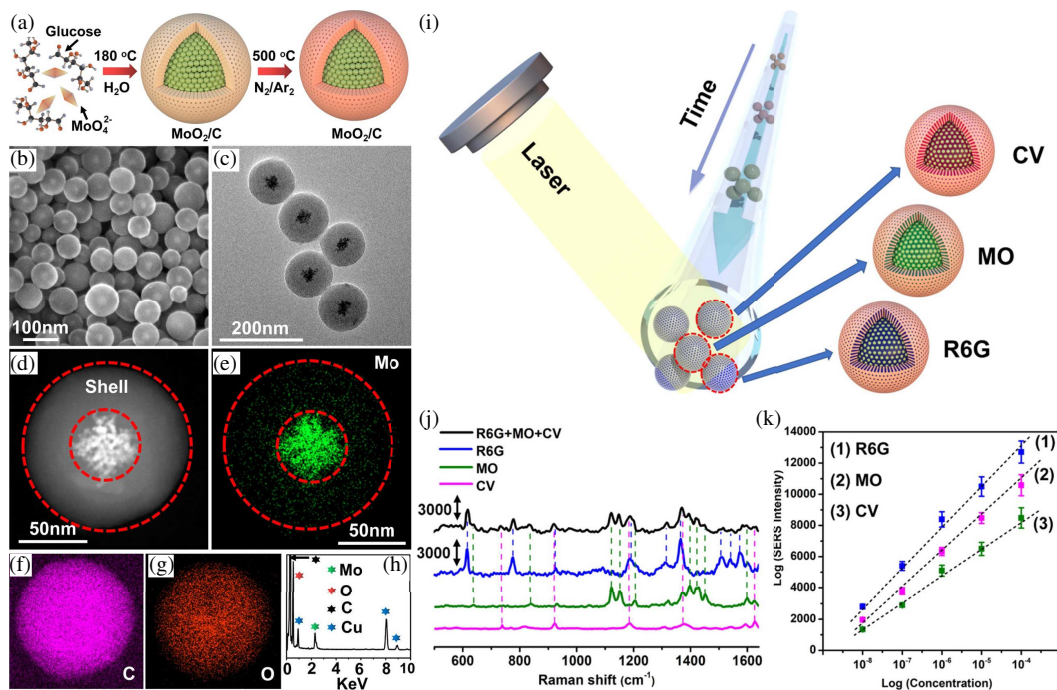 (a)
Glucose
180 °C
H₂O
MoO₄²⁻
MoO₂/C
500 °C
N₂/Ar₂
MoO₂/C
(b)
100nm
(c)
200nm
(d)
Shell
50nm
(e)
Mo
50nm
(f)
C
(g)
O
(h)
Mo
O
C
Cu
0 2 4 6 8 10
KeV
(i)
Laser
Time
CV
MO
R6G
(j)
R6G+MO+CV
R6G
MO
CV
3000
3000
600 800 1000 1200 1400 1600
Raman shift (cm⁻¹)
(k)
14000
12000
10000
8000
6000
4000
2000
0
Log (SERS Intensity)
(1) R6G
(2) MO
(3) CV
(1)
(2)
(3)
10⁻⁸ 10⁻⁷ 10⁻⁶ 10⁻⁵ 10⁻⁴
Log (Concentration)